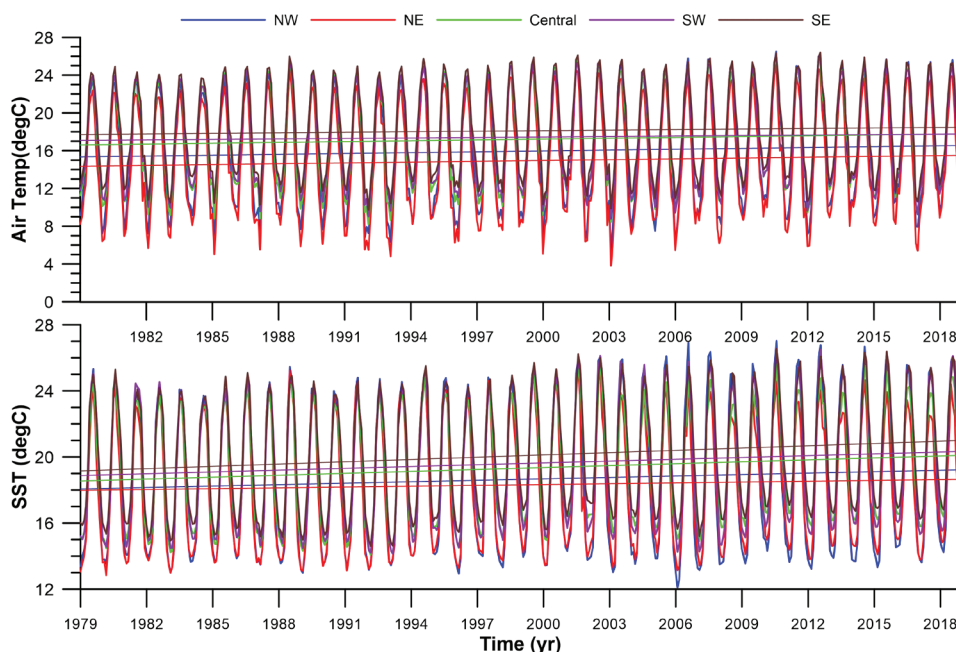 NW NE Central SW SE
Air Temp(degC)
28
24
20
16
12
8
4
0
1982 1985 1988 1991 1994 1997 2000 2003 2006 2009 2012 2015 2018
SST (degC)
28
24
20
16
12
1979 1982 1985 1988 1991 1994 1997 2000 2003 2006 2009 2012 2015 2018
Time (yr)